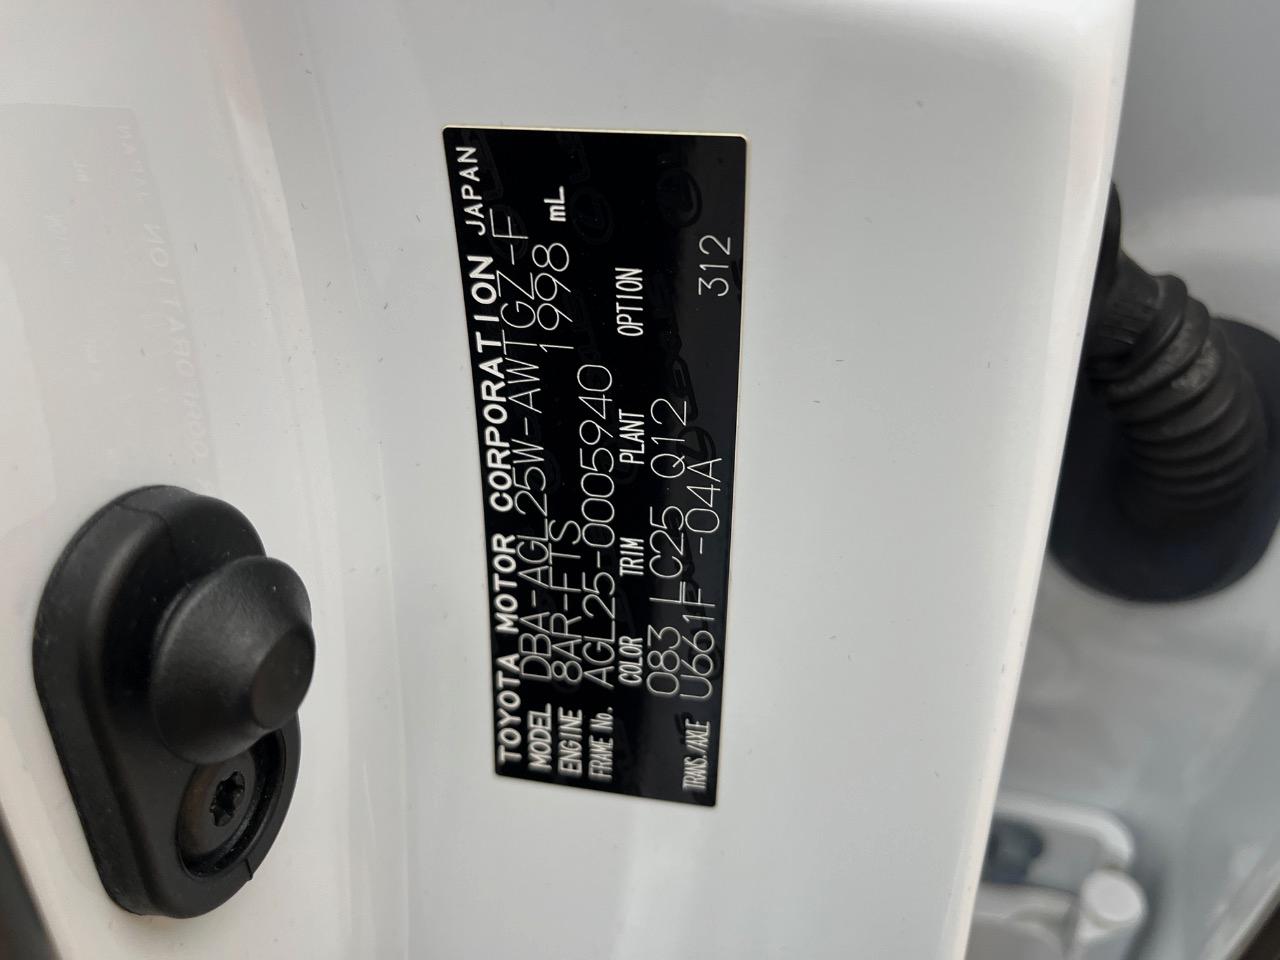 TOYOTA MOTOR CORPORATION JAPAN
MODEL DBA-AGL25W-AWTGZ-F
ENGINE 8AR-FTS 1998 mL
FRAME No. AGL25-0005940
COLOR TRIM PLANT OPTION
083 LC25 Q12
TRANS./AXLE U661F -04A 312